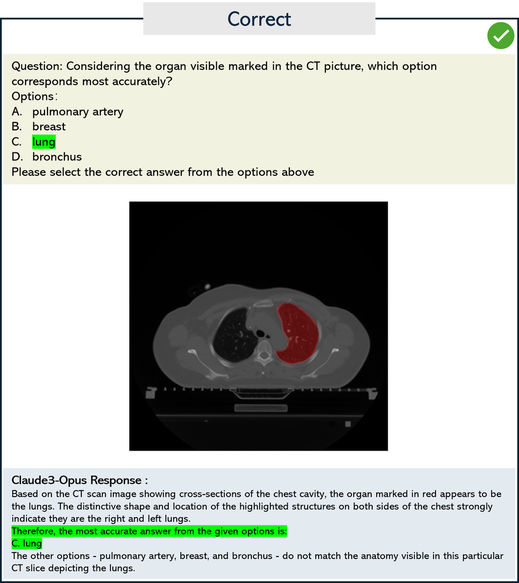 Correct
Question: Considering the organ visible marked in the CT picture, which option
corresponds most accurately?
Options:
A. pulmonary artery
B. breast
C. lung
D. bronchus
Please select the correct answer from the options above
Claude3-Opus Response :
Based on the CT scan image showing cross-sections of the chest cavity, the organ marked in red appears to be
the lungs. The distinctive shape and location of the highlighted structures on both sides of the chest strongly
indicate they are the right and left lungs.
Therefore, the most accurate answer from the given options is:
C. lung
The other options - pulmonary artery, breast, and bronchus - do not match the anatomy visible in this particular
CT slice depicting the lungs.